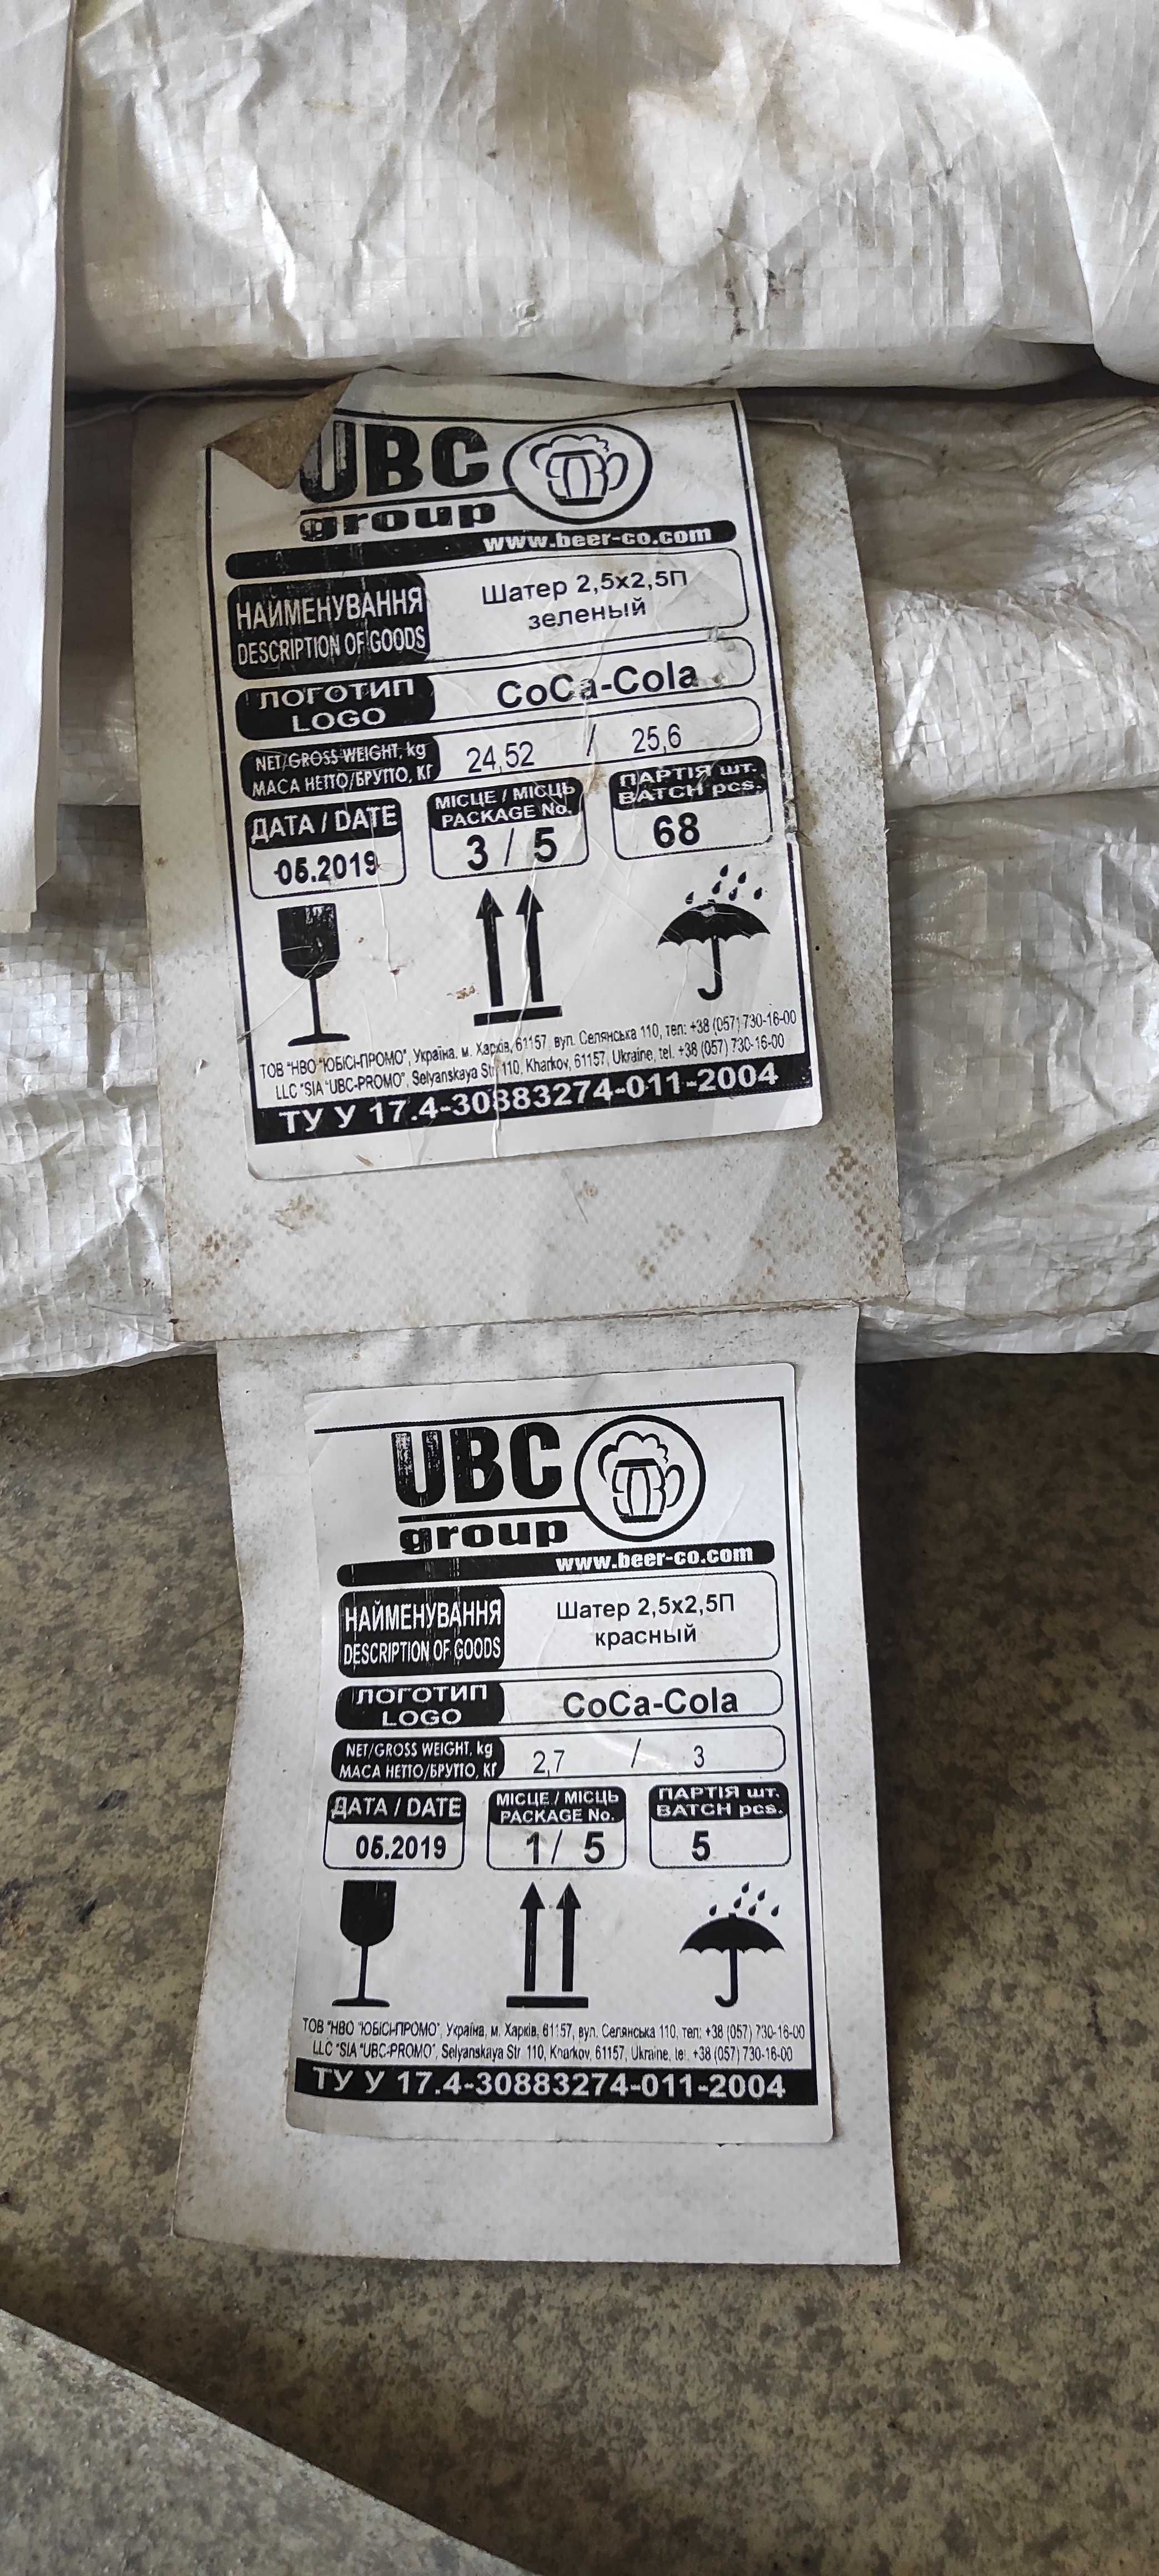 UBC
group
www.beer-co.com
НАЙМЕНУВАННЯ
DESCRIPTION OF GOODS
Шатер 2,5х2,5П
зеленый
ЛОГОТИП
LOGO
CoCa-Cola
NET/GROSS WEIGHT, kg
МАСА НЕТТО/БРУТТО, КГ
24,52 / 25,6
ДАТА / DATE
05.2019
МІСЦЕ / МІСЦЬ
PACKAGE No.
3 / 5
ПАРТІЯ шт.
BATCH pcs.
68
ТОВ "НВО "ЮБІСІ-ПРОМО", Україна. м. Харків, 61157, вул. Селянська 110, тел: +38 (057) 730-16-00
LLC "SIA "UBC-PROMO", Selyanskaya Str. 110, Kharkov, 61157, Ukraine, tel. +38 (057) 730-16-00
ТУ У 17.4-30883274-011-2004
UBC
group
www.beer-co.com
НАЙМЕНУВАННЯ
DESCRIPTION OF GOODS
Шатер 2,5х2,5П
красный
ЛОГОТИП
LOGO
CoCa-Cola
NET/GROSS WEIGHT, kg
МАСА НЕТТО/БРУТТО, КГ
2,7 / 3
ДАТА / DATE
05.2019
МІСЦЕ / МІСЦЬ
PACKAGE No.
1 / 5
ПАРТІЯ шт.
BATCH pcs.
5
ТОВ "НВО "ЮБІСІ-ПРОМО", Україна, м. Харків, 61157, вул. Селянська 110, тел: +38 (057) 730-16-00
LLC "SIA "UBC-PROMO", Selyanskaya Str 110, Kharkov, 61157, Ukraine, tel. +38 (057) 730-16-00
ТУ У 17.4-30883274-011-2004